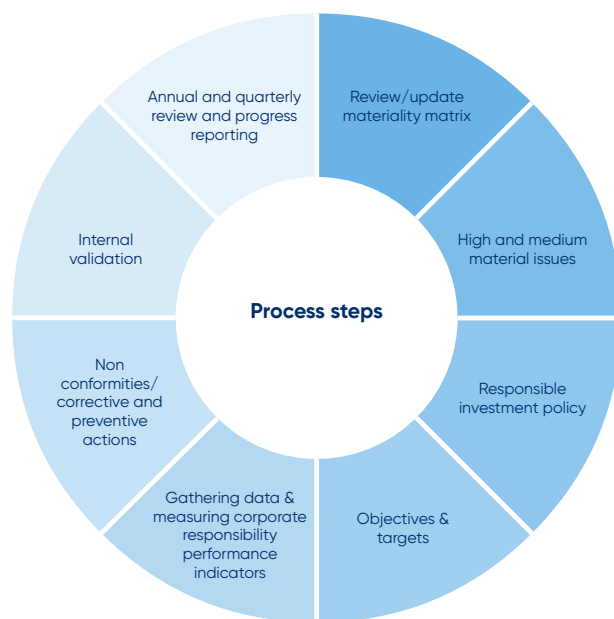 Process steps
Review/update
materiality matrix
High and medium
material issues
Responsible
investment policy
Objectives &
targets
Gathering data &
measuring corporate
responsibility
performance
indicators
Non
conformities/
corrective and
preventive
actions
Internal
validation
Annual and quarterly
review and progress
reporting